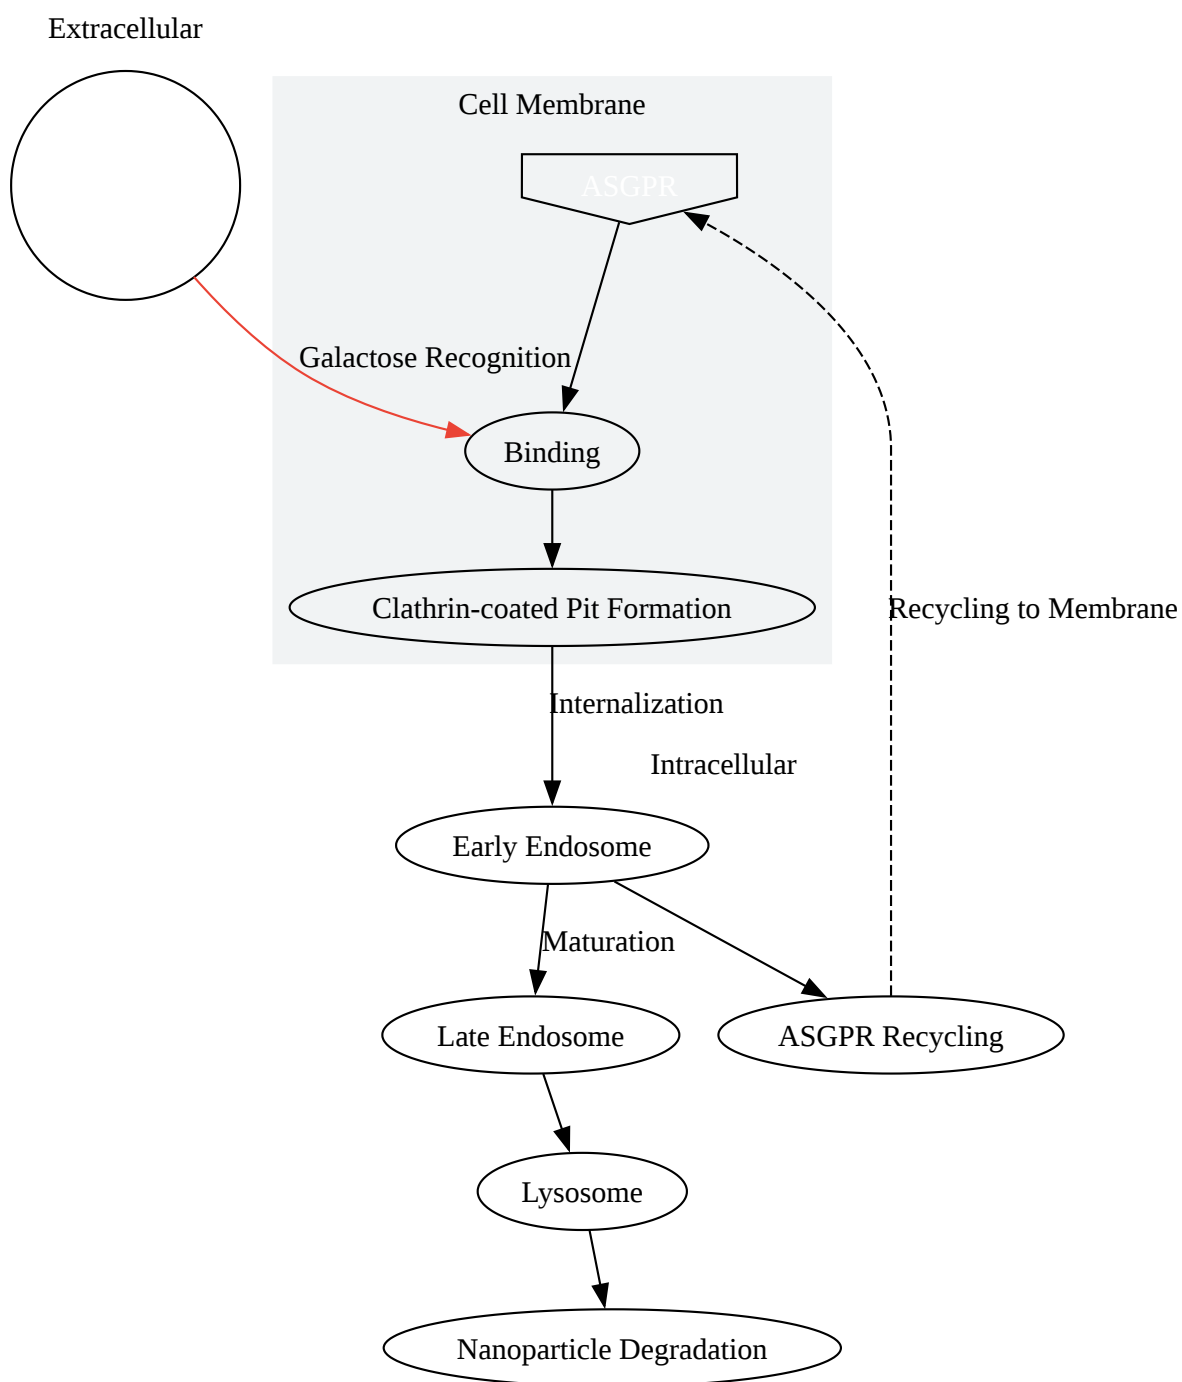 Extracellular
Cell Membrane
ASGPR
Galactose Recognition
Binding
Clathrin-coated Pit Formation
Recycling to Membrane
Internalization
Intracellular
Early Endosome
Maturation
Late Endosome
ASGPR Recycling
Lysosome
Nanoparticle Degradation